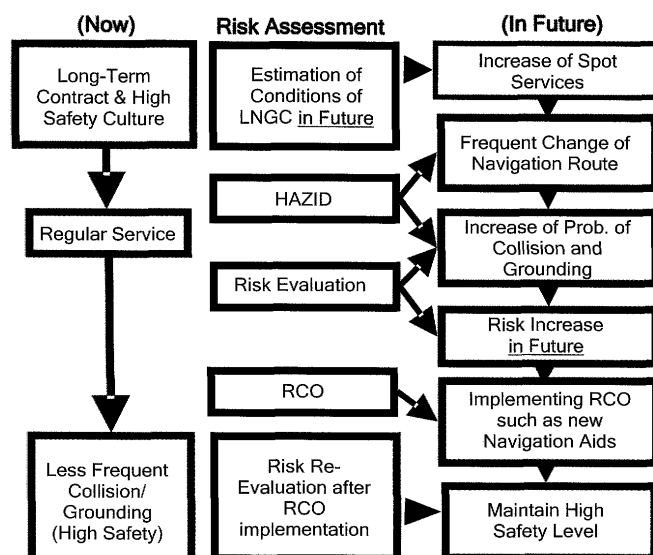 (Now)
Long-Term
Contract & High
Safety Culture
Regular Service
Less Frequent
Collision/
Grounding
(High Safety)
Risk Assessment
Estimation of
Conditions of
LNGC in Future
HAZID
Risk Evaluation
RCO
Risk Re-
Evaluation after
RCO
implementation
(In Future)
Increase of Spot
Services
Frequent Change of
Navigation Route
Increase of Prob. of
Collision and
Grounding
Risk Increase
in Future
Implementing RCO
such as new
Navigation Aids
Maintain High
Safety Level